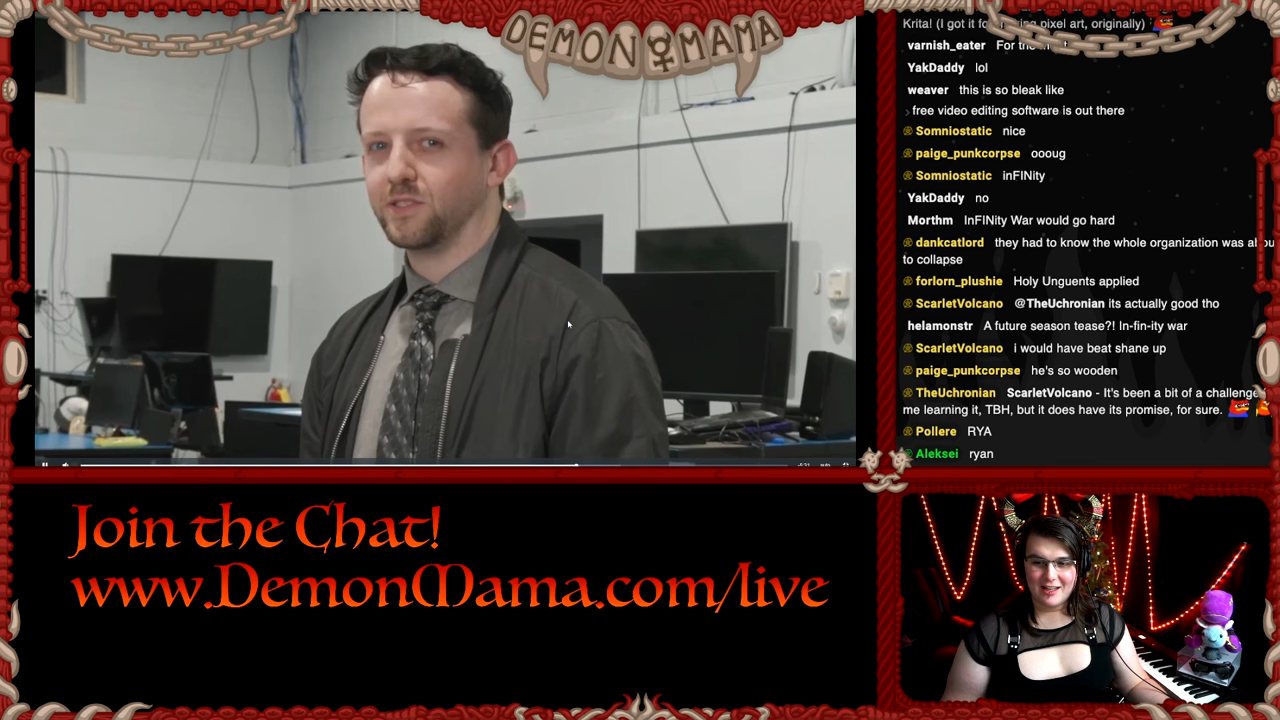 DEMON MAMA
Krita! (I got it for
pixel art, originally)
varnish_eater For the
YakDaddy lol
weaver this is so bleak like
free video editing software is out there
Somniostatic nice
paige_punkcorpse oooug
Somniostatic inFINity
YakDaddy no
Morthm InFINity War would go hard
dankcatlord they had to know the whole organization was
to collapse
forlorn_plushie Holy Unguents applied
ScarletVolcano @TheUchronian its actually good tho
helamonstr A future season tease?! In-fin-ity war
ScarletVolcano i would have beat shane up
paige_punkcorpse he's so wooden
TheUchronian ScarletVolcano - It's been a bit of a challenge
me learning it, TBH, but it does have its promise, for sure.
Pollere RYA
Aleksei ryan
Join the Chat!
www.DemonMama.com/live